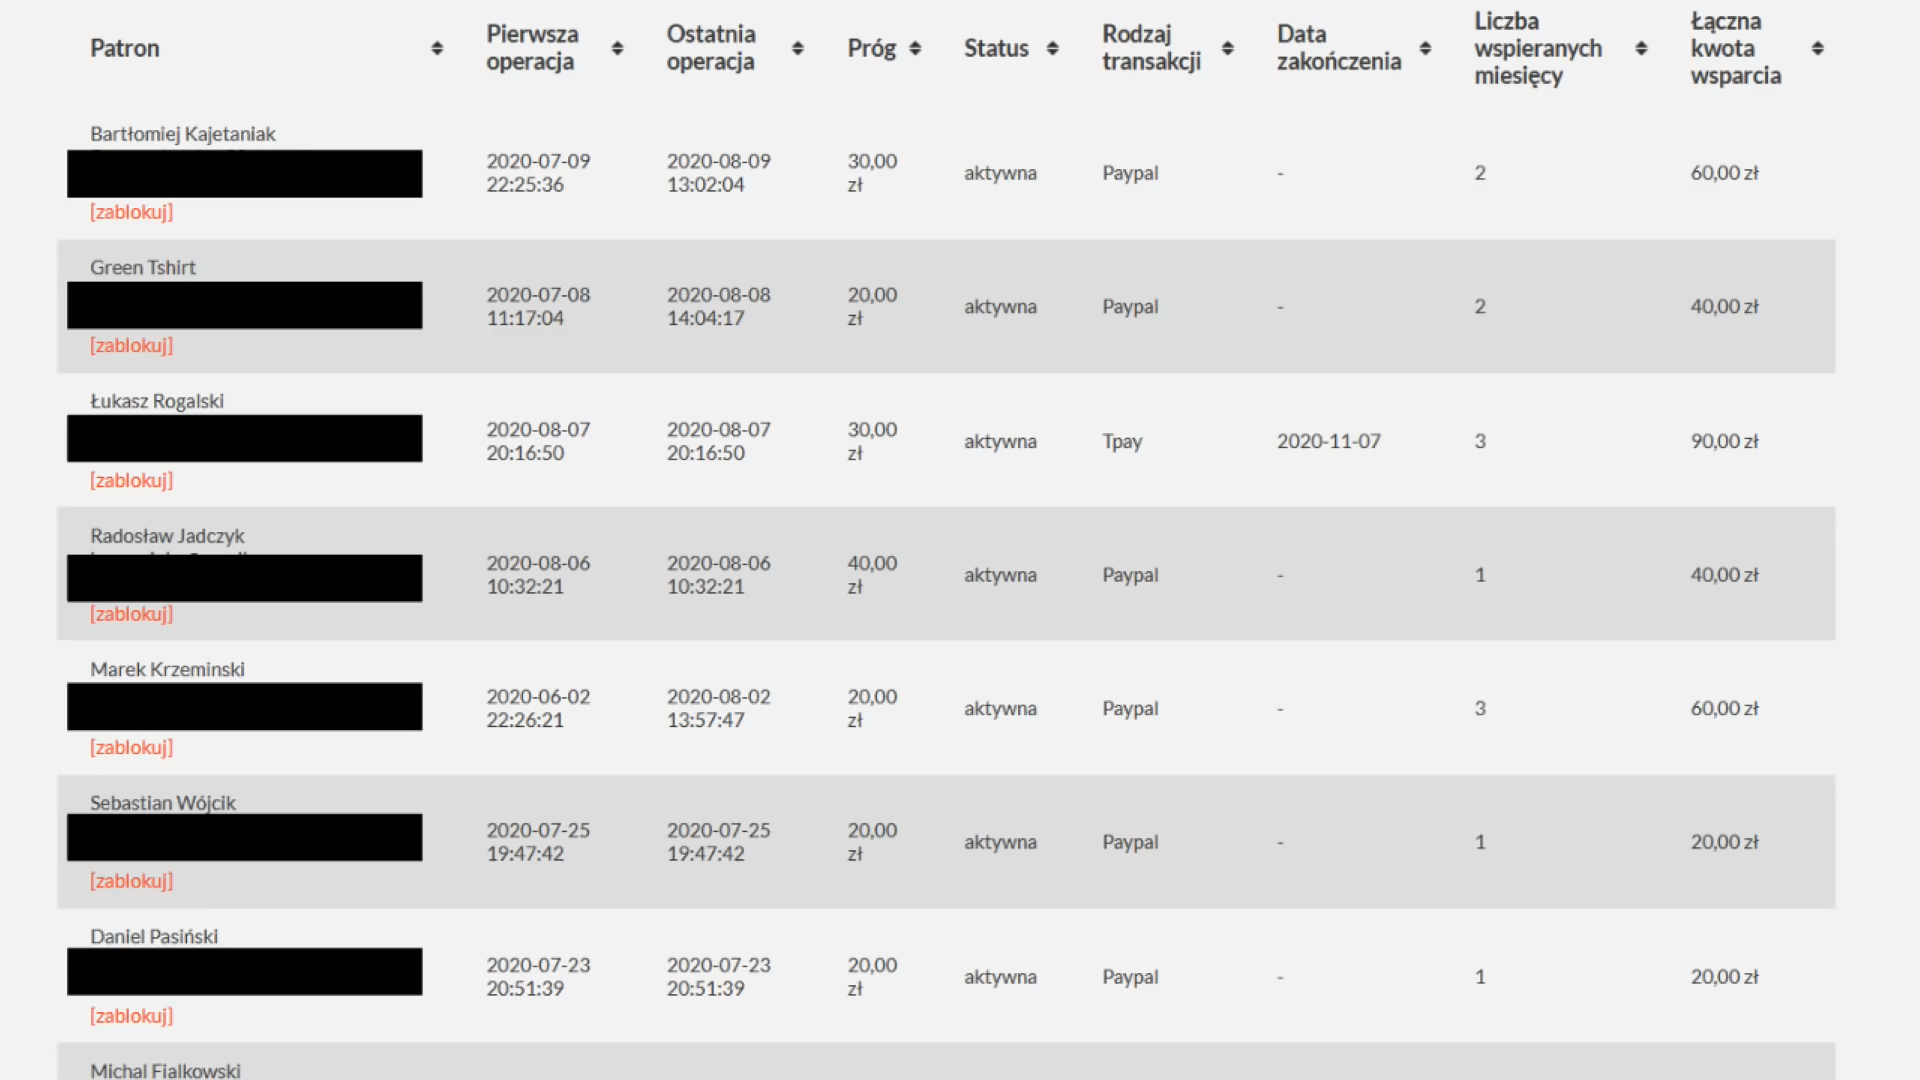 Patron
Pierwsza
operacja
Ostatnia
operacja
Próg
Status
Rodzaj
transakcji
Data
zakończenia
Liczba
wspieranych
miesięcy
Łączna
kwota
wsparcia
Bartłomiej Kajetaniak
[zablokuj]
2020-07-09
22:25:36
2020-08-09
13:02:04
30,00
zł
aktywna
Paypal
-
2
60,00 zł
Green Tshirt
[zablokuj]
2020-07-08
11:17:04
2020-08-08
14:04:17
20,00
zł
aktywna
Paypal
-
2
40,00 zł
Łukasz Rogalski
[zablokuj]
2020-08-07
20:16:50
2020-08-07
20:16:50
30,00
zł
aktywna
Tpay
2020-11-07
3
90,00 zł
Radosław Jadczyk
[zablokuj]
2020-08-06
10:32:21
2020-08-06
10:32:21
40,00
zł
aktywna
Paypal
-
1
40,00 zł
Marek Krzeminski
[zablokuj]
2020-06-02
22:26:21
2020-08-02
13:57:47
20,00
zł
aktywna
Paypal
-
3
60,00 zł
Sebastian Wójcik
[zablokuj]
2020-07-25
19:47:42
2020-07-25
19:47:42
20,00
zł
aktywna
Paypal
-
1
20,00 zł
Daniel Pasiński
[zablokuj]
2020-07-23
20:51:39
2020-07-23
20:51:39
20,00
zł
aktywna
Paypal
-
1
20,00 zł
Michal Fialkowski